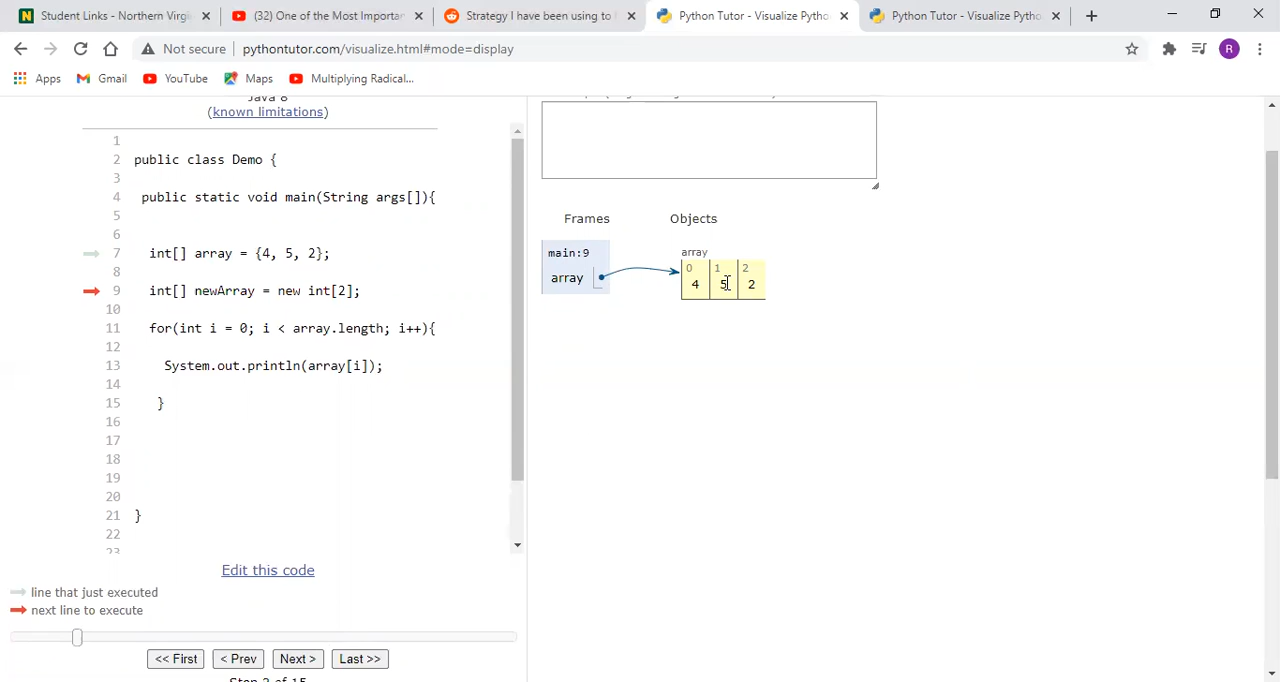 Student Links - Northern Virgi
(32) One of the Most Importan
Strategy I have been using to
Python Tutor - Visualize Pytho
Python Tutor - Visualize Pytho
Not secure
pythontutor.com/visualize.html#mode=display
R
Apps
Gmail
YouTube
Maps
Multiplying Radical...
Java 8
(known limitations)
1
2 public class Demo {
3
4 public static void main(String args[]){
5
6
7 int[] array = {4, 5, 2};
8
9 int[] newArray = new int[2];
10
11 for(int i = 0; i < array.length; i++){
12
13 System.out.println(array[i]);
14
15 }
16
17
18
19
20
21 }
22
23
Edit this code
line that just executed
next line to execute
<< First
< Prev
Next >
Last >>
Frames
Objects
main:9
array
array
0 1 2
4 5 2